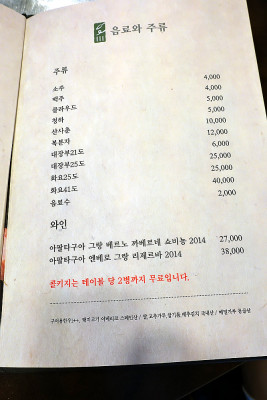 음료와 주류
주류
소주 4,000
맥주 4,000
클라우드 5,000
청하 5,000
산사춘 10,000
복분자 12,000
대장부21도 6,000
대장부25도 25,000
화요25도 25,000
화요41도 40,000
음료수 2,000
와인
아팔타구아 그랑 베르노 까베르네 쇼비뇽 2014 27,000
아팔타구아 엔베로 그랑 리제르바 2014 38,000
콜키지는 테이블 당 2병까지 무료입니다.